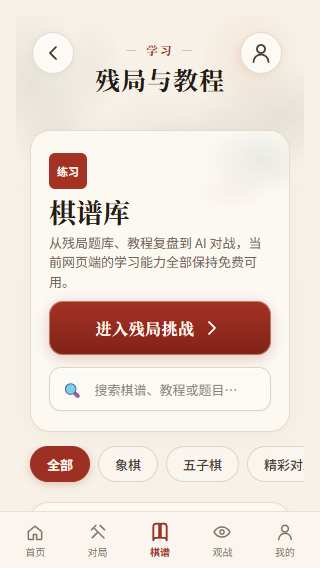 学习
残局与教程
练习
棋谱库
从残局题库、教程复盘到 AI 对战，当
前网页端的学习能力全部保持免费可
用。
进入残局挑战
搜索棋谱、教程或题目…
全部 象棋 五子棋 精彩对
首页 对局 棋谱 观战 我的